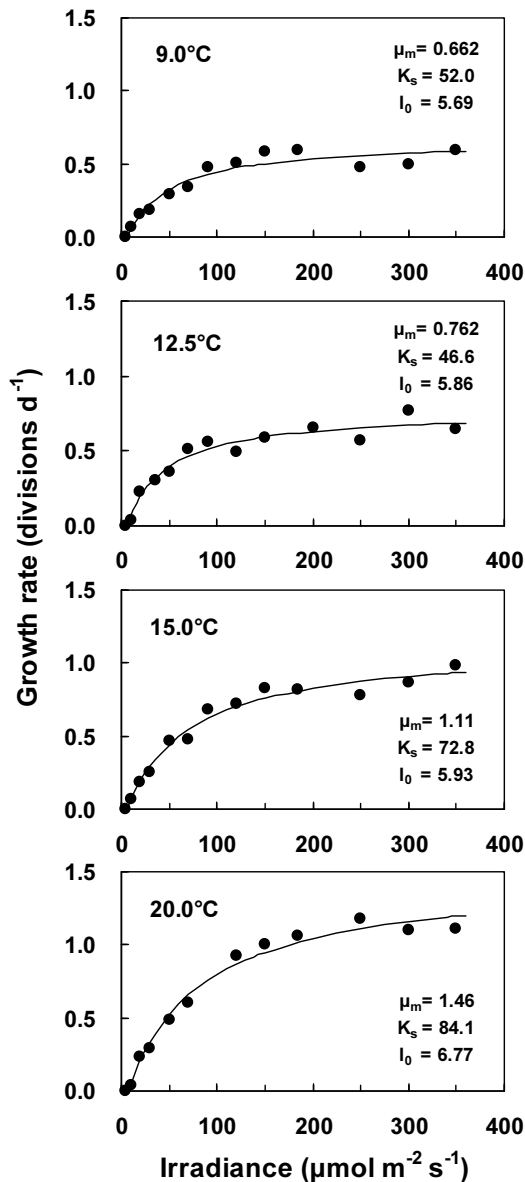 Growth rate (divisions d⁻¹)
1.5
9.0°C
μₘ= 0.662
Kₛ = 52.0
I₀ = 5.69
1.0
0.5
0.0
0 100 200 300 400
1.5
12.5°C
μₘ= 0.762
Kₛ = 46.6
I₀ = 5.86
1.0
0.5
0.0
0 100 200 300 400
1.5
15.0°C
1.0
0.5
μₘ= 1.11
Kₛ = 72.8
I₀ = 5.93
0.0
0 100 200 300 400
1.5
20.0°C
1.0
0.5
μₘ= 1.46
Kₛ = 84.1
I₀ = 6.77
0.0
0 100 200 300 400
Irradiance (μmol m⁻² s⁻¹)